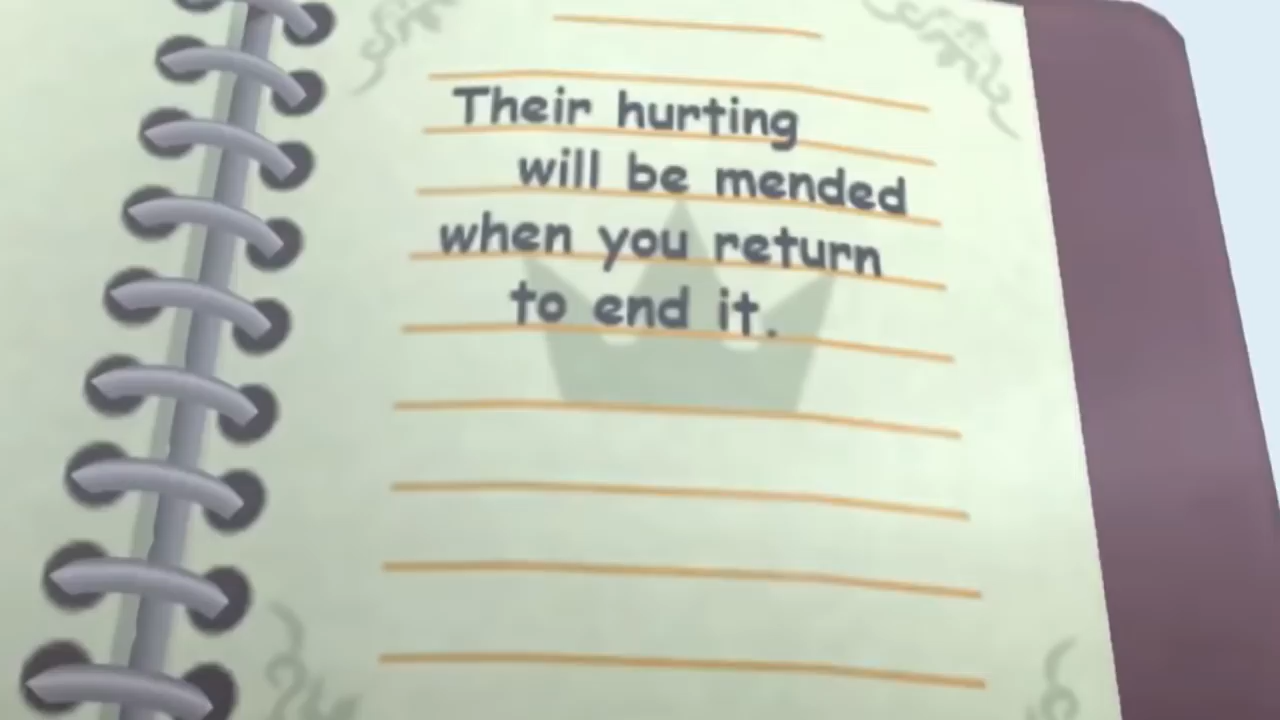 Their hurting
will be mended
when you return
to end it.